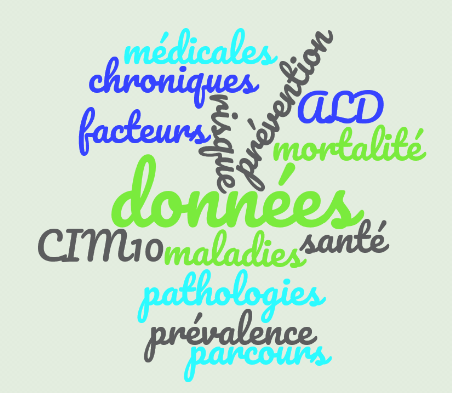 médicales
chroniques
prévention
risque
ALD
facteurs
mortalité
données
CIM10
maladies
santé
pathologies
prévalence
parcours